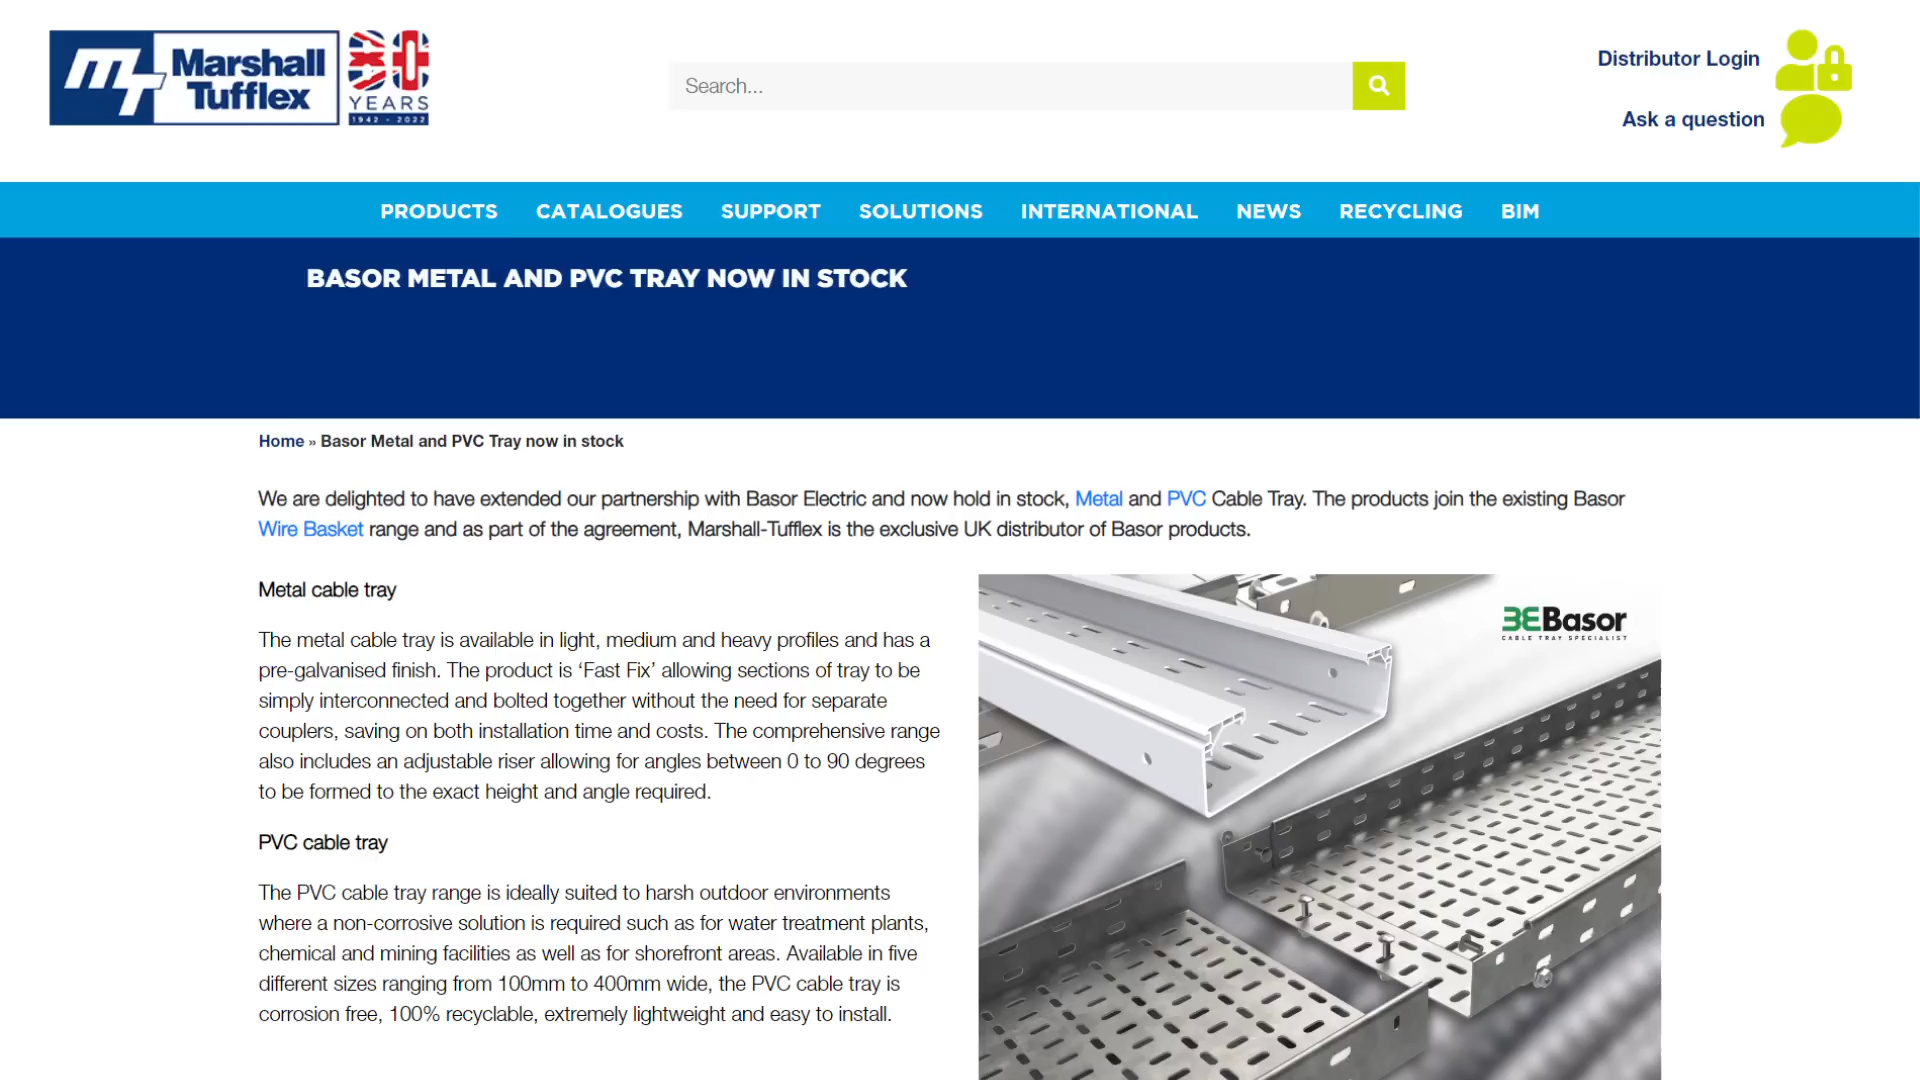 Marshall
Tufflex
80
YEARS
1942 - 2022
Search...
Distributor Login
Ask a question
PRODUCTS CATALOGUES SUPPORT SOLUTIONS INTERNATIONAL NEWS RECYCLING BIM
BASOR METAL AND PVC TRAY NOW IN STOCK
Home » Basor Metal and PVC Tray now in stock
We are delighted to have extended our partnership with Basor Electric and now hold in stock, Metal and PVC Cable Tray. The products join the existing Basor
Wire Basket range and as part of the agreement, Marshall-Tufflex is the exclusive UK distributor of Basor products.
Metal cable tray
The metal cable tray is available in light, medium and heavy profiles and has a
pre-galvanised finish. The product is ‘Fast Fix’ allowing sections of tray to be
simply interconnected and bolted together without the need for separate
couplers, saving on both installation time and costs. The comprehensive range
also includes an adjustable riser allowing for angles between 0 to 90 degrees
to be formed to the exact height and angle required.
PVC cable tray
The PVC cable tray range is ideally suited to harsh outdoor environments
where a non-corrosive solution is required such as for water treatment plants,
chemical and mining facilities as well as for shorefront areas. Available in five
different sizes ranging from 100mm to 400mm wide, the PVC cable tray is
corrosion free, 100% recyclable, extremely lightweight and easy to install.
BE Basor
CABLE TRAY SPECIALIST